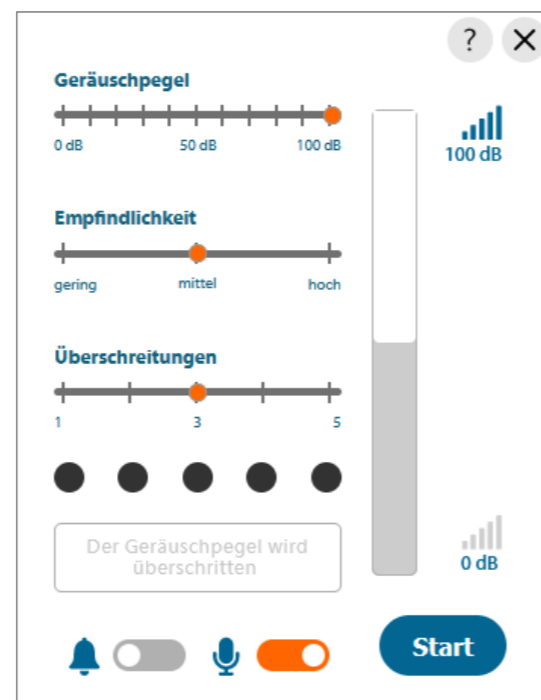 ?
Geräuschpegel
0 dB 50 dB 100 dB
100 dB
Empfindlichkeit
gering mittel hoch
Überschreitungen
1 3 5
Der Geräuschpegel wird
überschritten
0 dB
Start